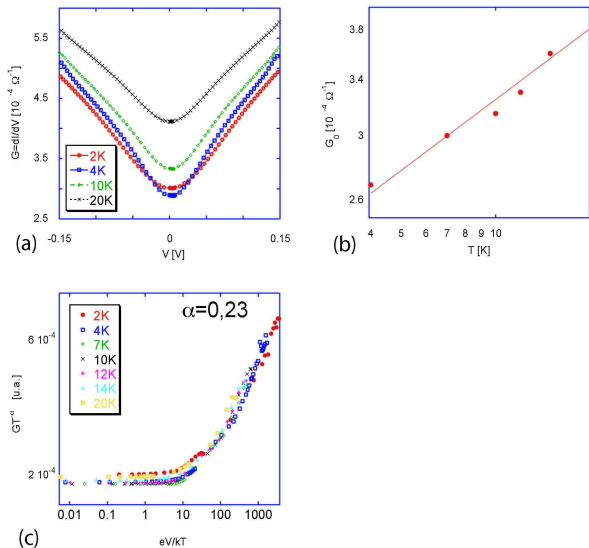 5.5
4.5
3.5
2.5
G=dI/dV [10 ⁻⁴ Ω⁻¹]
2K
4K
10K
20K
-0.15
0
0.15
V [V]
(a)
3.8
3.4
3
2.6
G₀ [10⁻⁴ Ω⁻¹]
4
5
6
7
8
9
10
T [K]
(b)
α=0,23
2K
4K
7K
10K
12K
14K
20K
6 10⁻⁴
2 10⁻⁴
GT⁻ᵅ [u.a.]
0.01
0.1
1
10
100
1000
eV/kT
(c)